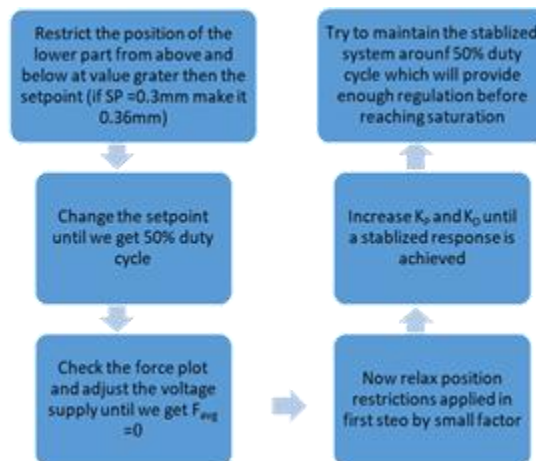 Restrict the position of the
lower part from above and
below at value grater then the
setpoint (if SP =0.3mm make it
0.36mm)
Change the setpoint
until we get 50% duty
cycle
Check the force plot
and adjust the voltage
supply until we get Favg
=0
Now relax position
restrictions applied in
first steo by small factor
Increase KP and KD until
a stablized response is
achieved
Try to maintain the stablized
system arounf 50% duty
cycle which will provide
enough regulation before
reaching saturation